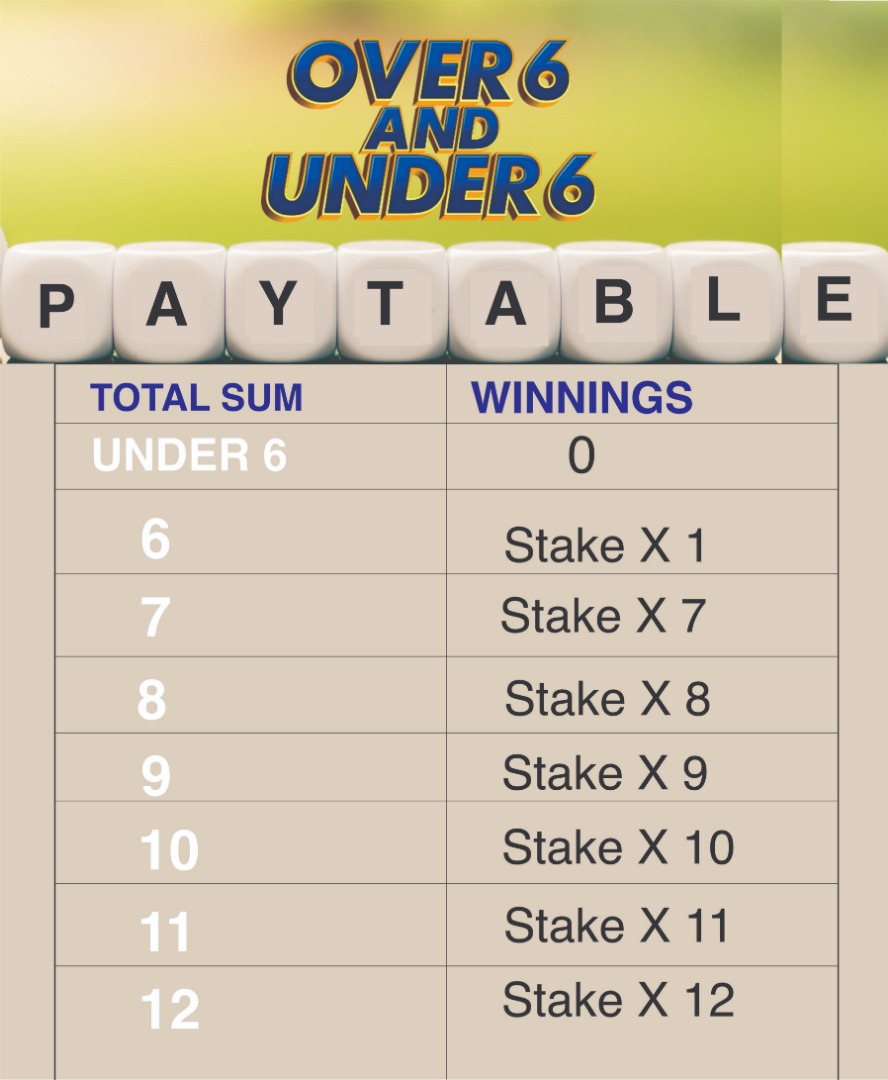 OVER 6
AND
UNDER 6
PAYTABLE
TOTAL SUM WINNINGS
UNDER 6 0
6 Stake X 1
7 Stake X 7
8 Stake X 8
9 Stake X 9
10 Stake X 10
11 Stake X 11
12 Stake X 12